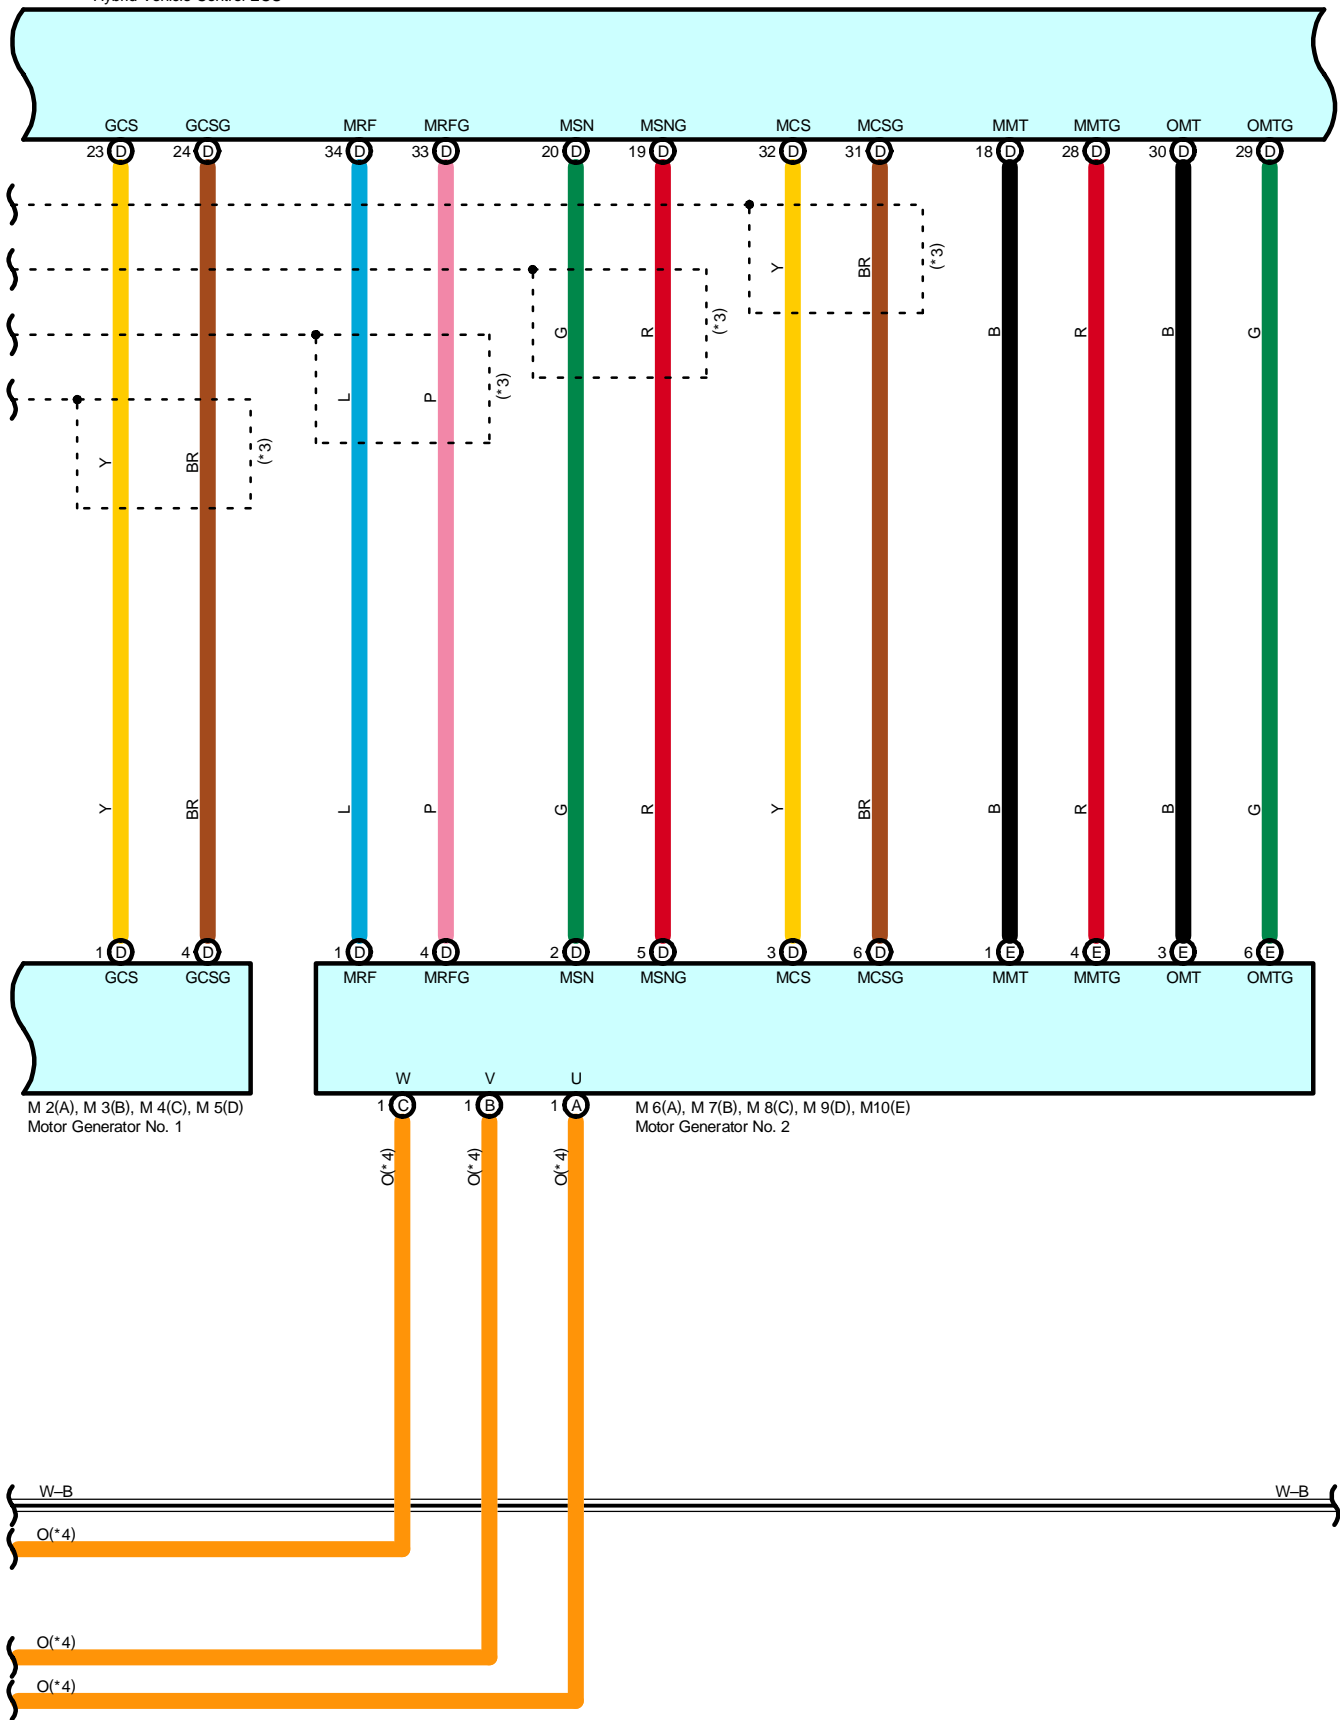 Hybrid Vehicle Control ECU
GCS GCSG MRF MRFG MSN MSNG MCS MCSG MMT MMTG OMT OMTG
23 D 24 D 34 D 33 D 20 D 19 D 32 D 31 D 18 D 28 D 30 D 29 D
Y BR (*3)
G R (*3) B R B G
L P (*3)
Y BR (*3)
Y BR L P G R Y BR B R B G
1 D 4 D 1 D 4 D 2 D 5 D 3 D 6 D 1 E 4 E 3 E 6 E
GCS GCSG MRF MRFG MSN MSNG MCS MCSG MMT MMTG OMT OMTG
W V U
1 C 1 B 1 A
M 2(A), M 3(B), M 4(C), M 5(D)
Motor Generator No. 1
M 6(A), M 7(B), M 8(C), M 9(D), M10(E)
Motor Generator No. 2
O(*4) O(*4) O(*4)
W–B W–B
O(*4)
O(*4)
O(*4)